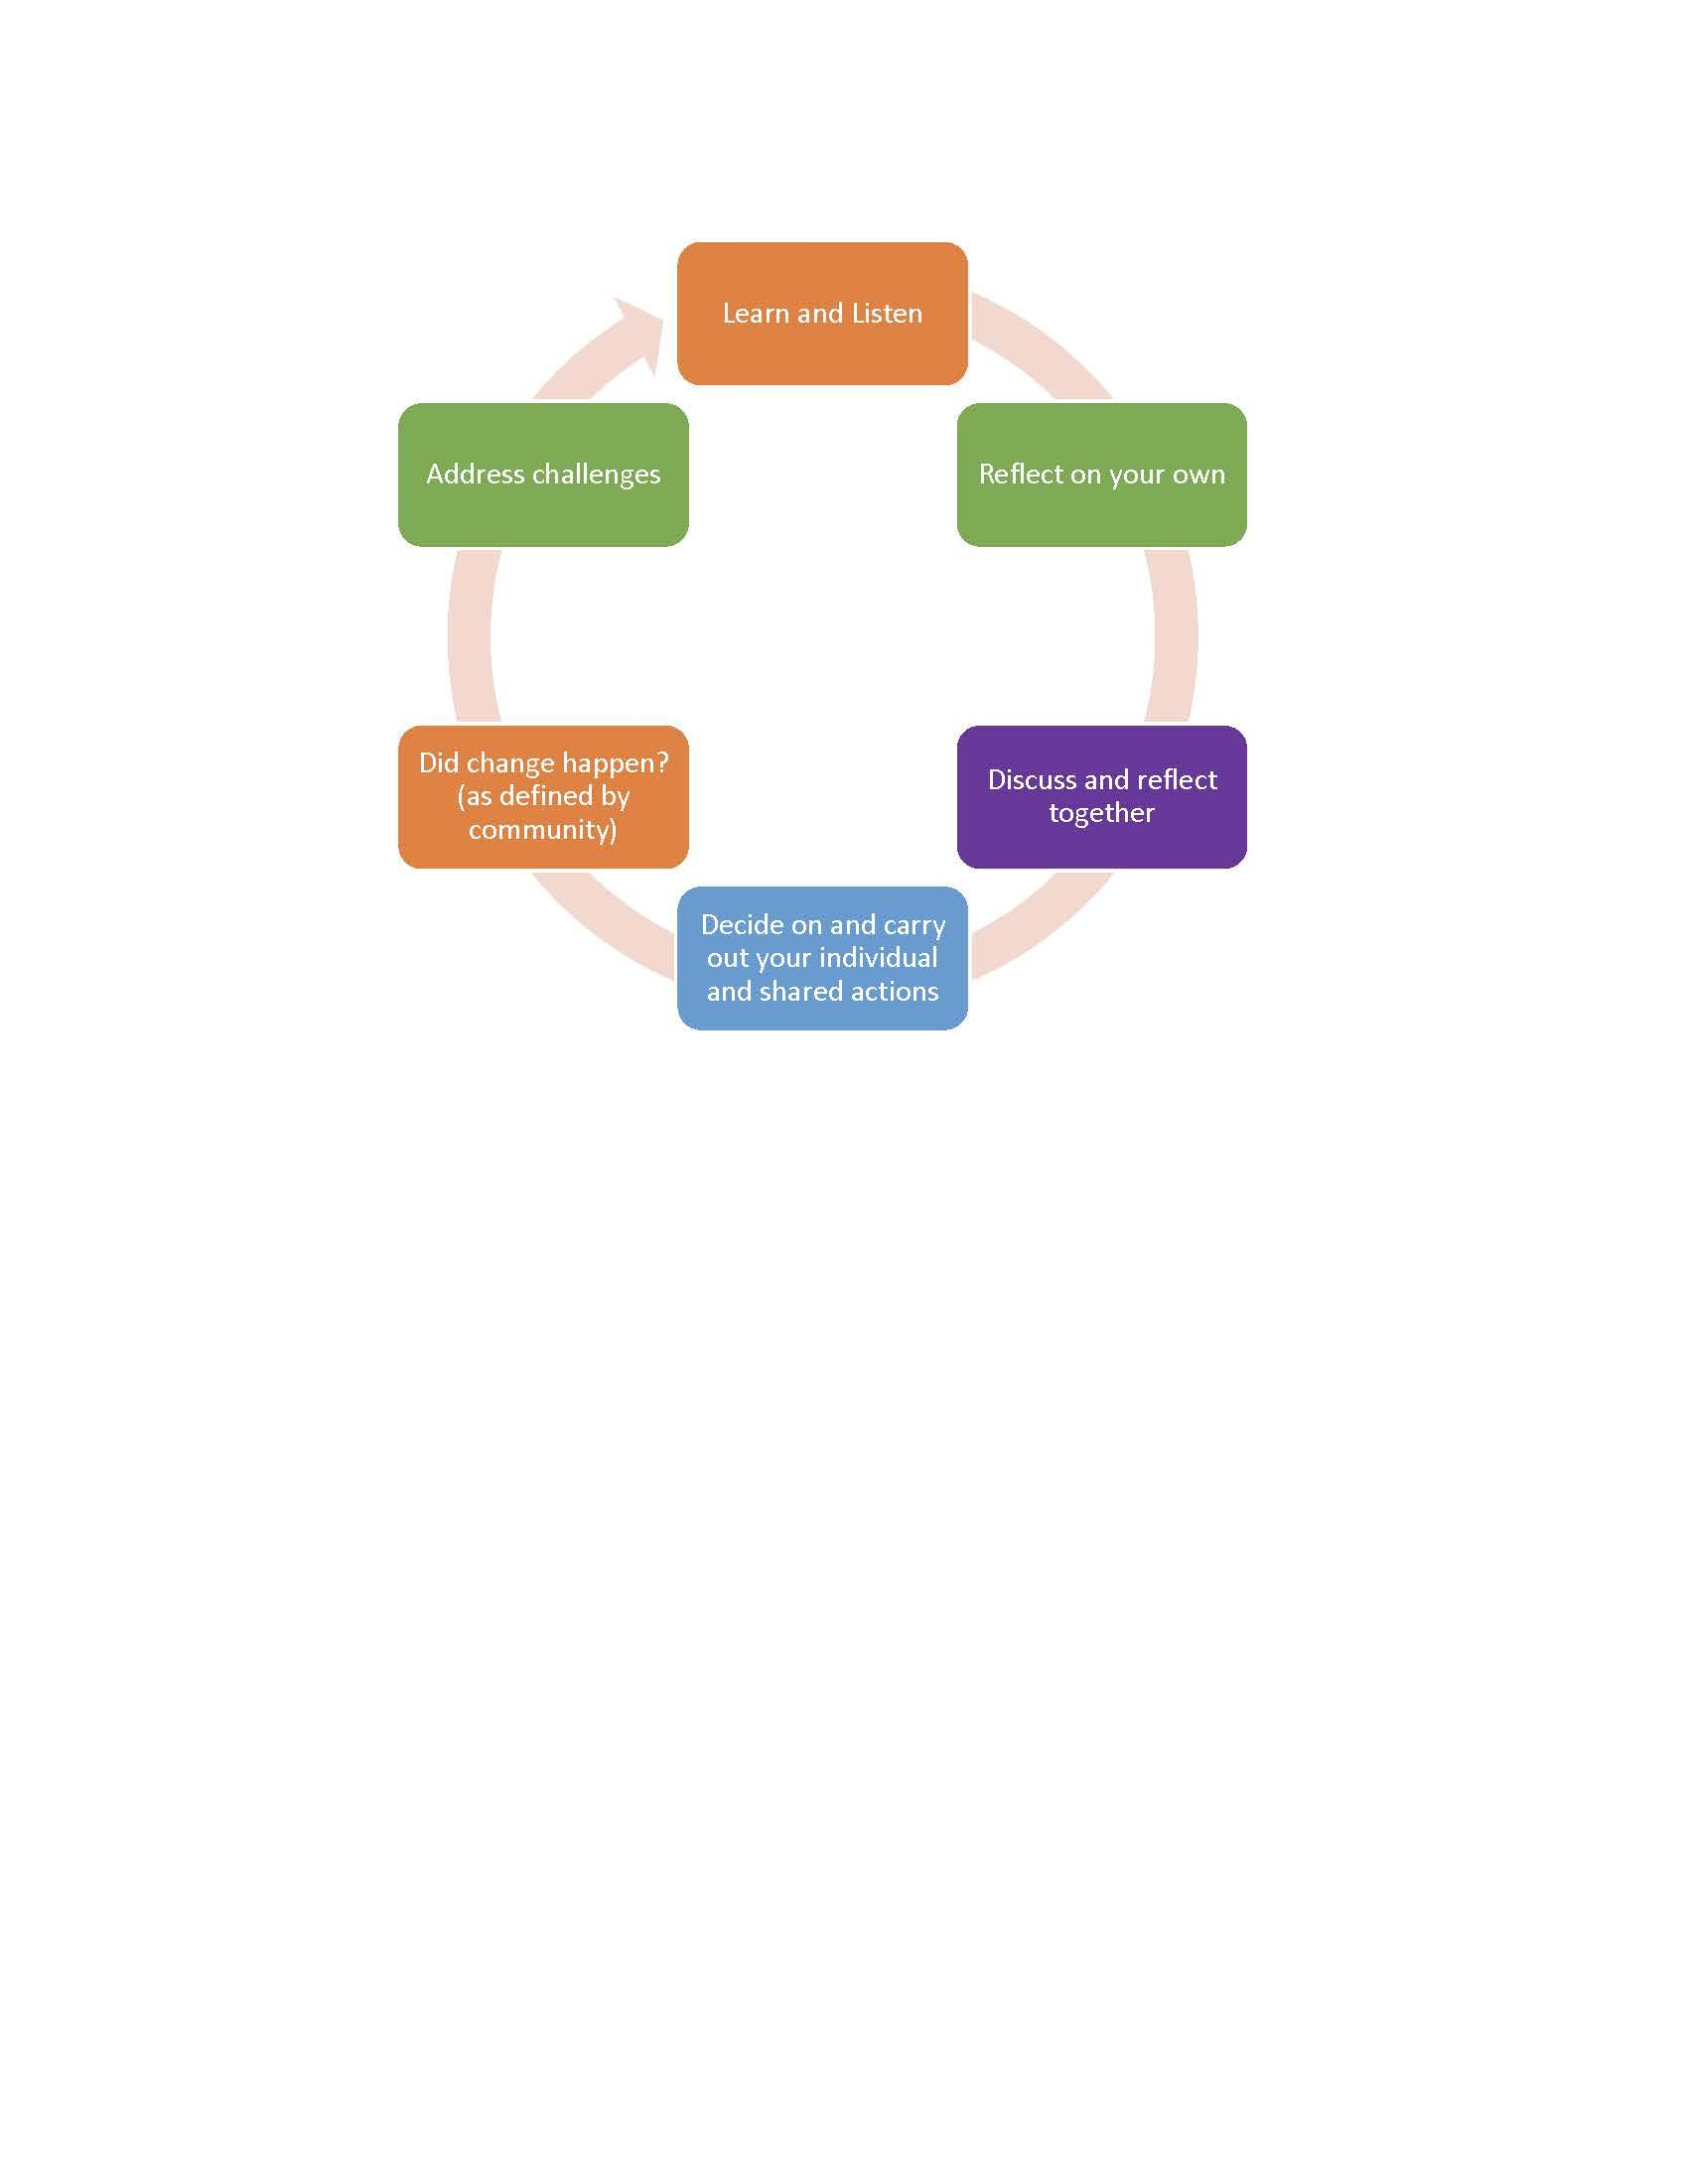 Learn and Listen
Reflect on your own
Discuss and reflect
together
Decide on and carry
out your individual
and shared actions
Did change happen?
(as defined by
community)
Address challenges